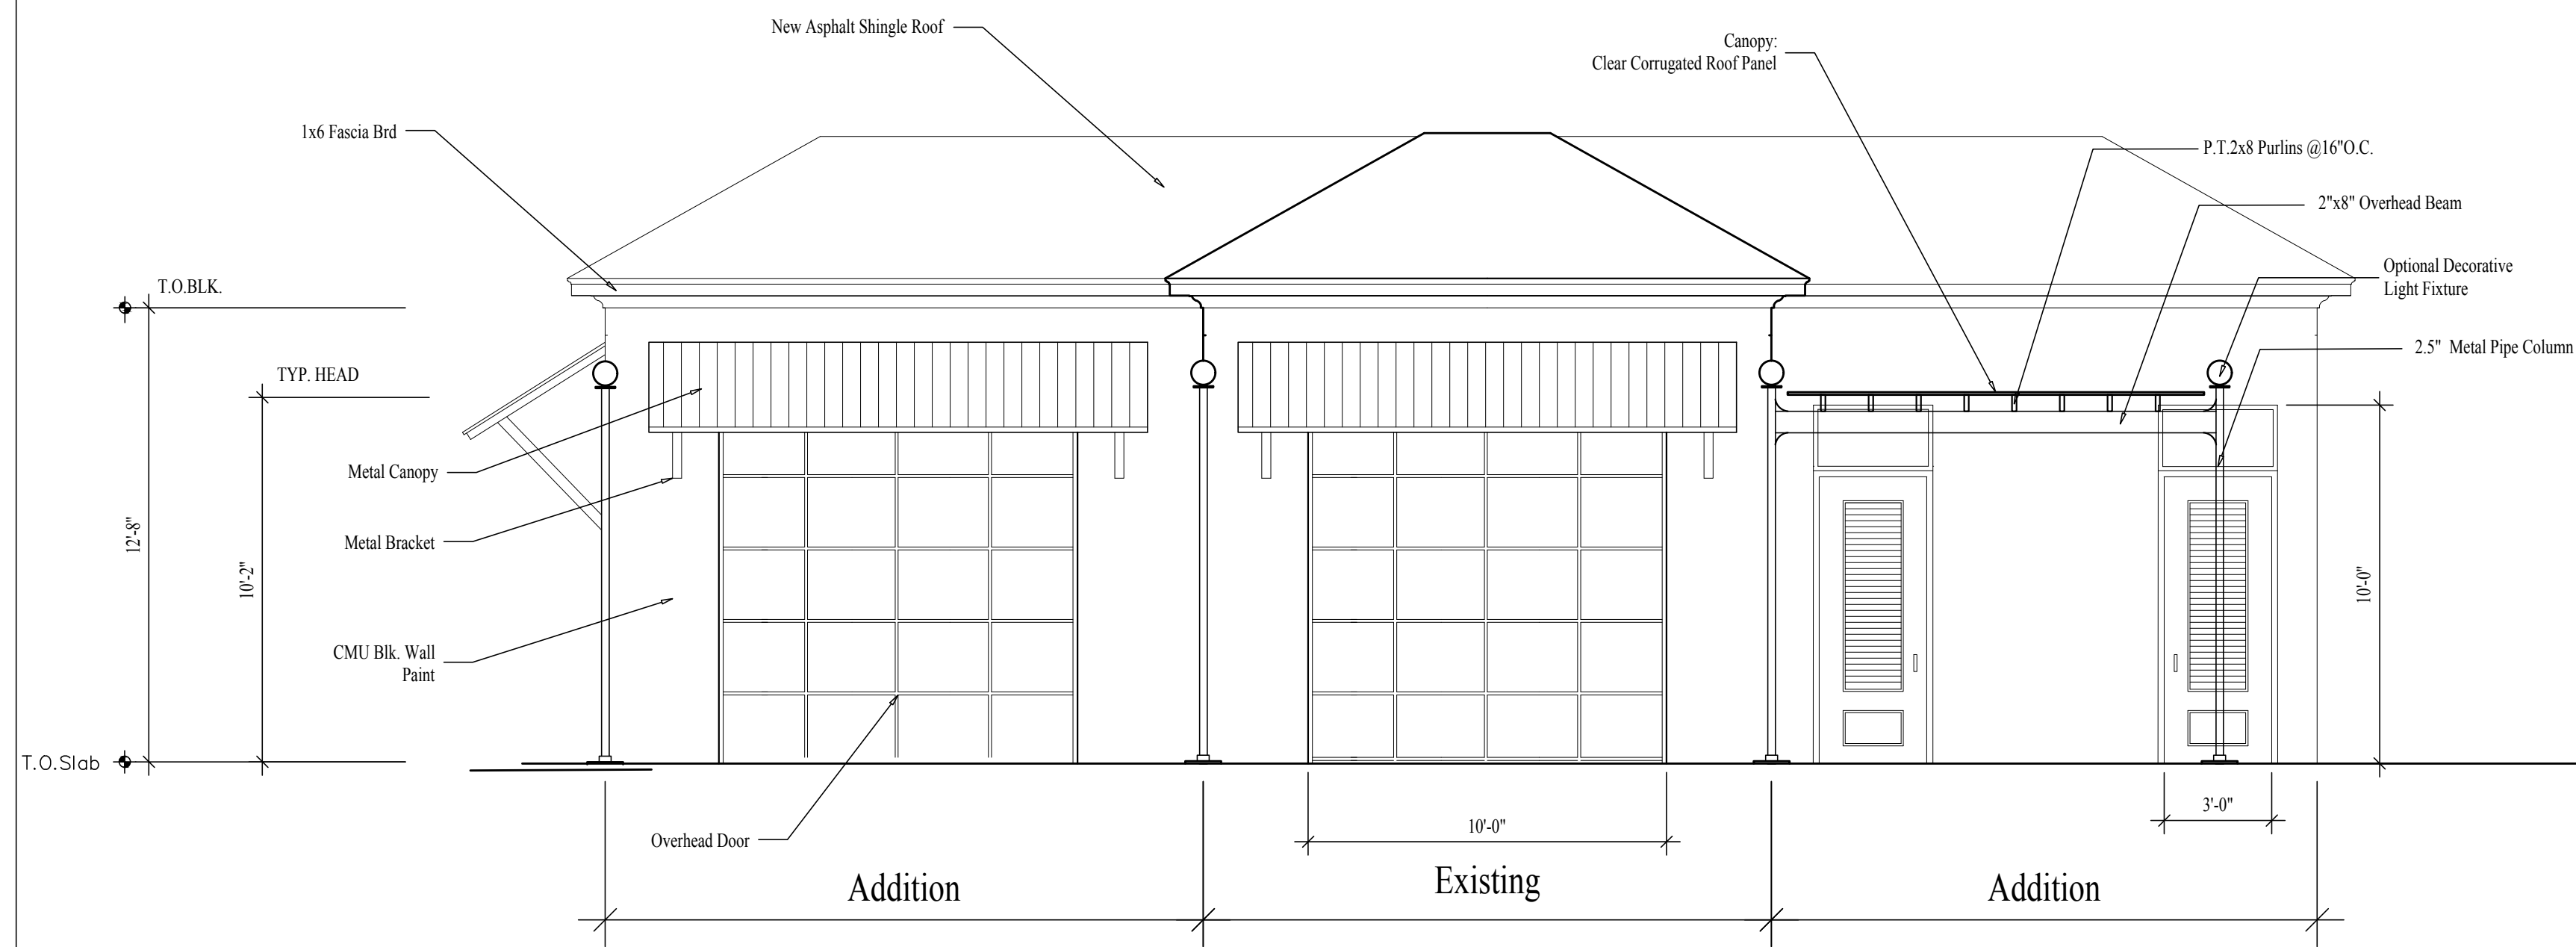 New Asphalt Shingle Roof
Canopy:
Clear Corrugated Roof Panel
1x6 Fascia Brd
P.T.2x8 Purlins @16"O.C.
2"x8" Overhead Beam
T.O.BLK.
Optional Decorative
Light Fixture
2.5" Metal Pipe Column
TYP. HEAD
Metal Canopy
12'-8"
10'-2"
Metal Bracket
10'-0"
CMU Blk. Wall
Paint
T.O.Slab
3'-0"
10'-0"
Overhead Door
Addition
Existing
Addition